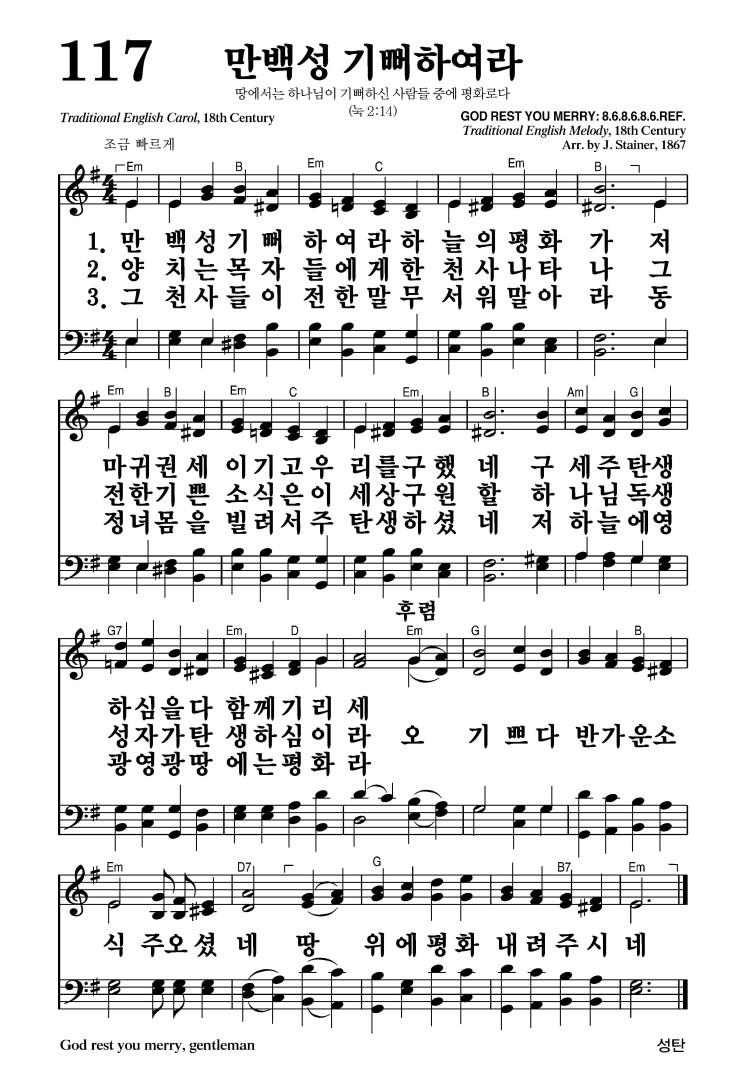 117
만백성 기뻐하여라
땅에서는 하나님이 기뻐하신 사람들 중에 평화로다
(눅 2:14)
Traditional English Carol, 18th Century
GOD REST YOU MERRY: 8.6.8.6.8.6.REF.
Traditional English Melody, 18th Century
Arr. by J. Stainer, 1867
조금 빠르게
Em B Em C Em B
4 4
1. 만 백 성 기 뻐 하 여 라 하 늘 의 평 화 가 저
2. 양 치 는 목 자 들 에 게 한 천 사 나 타 나 그
3. 그 천 사 들 이 전 한 말 무 서 워 말 아 라 동
4 4
Em B Em C Em B Am G
마 귀 권 세 이 기 고 우 리 를 구 했 네 구 세 주 탄 생
전 한 기 쁜 소 식 은 이 세 상 구 원 할 하 나 님 독 생
정 녀 몸 을 빌 려 서 주 탄 생 하 셨 네 저 하 늘 에 영
후렴
G7 Em D Em G Em B
하 심 을 다 함 께 기 리 세
성 자 가 탄 생 하 심 이 라 오 기 쁘 다 반 가 운 소
광 영 광 땅 에 는 평 화 라
Em D7 G B7 Em
식 주 오 셨 네 땅 위 에 평 화 내 려 주 시 네
God rest you merry, gentleman
성탄